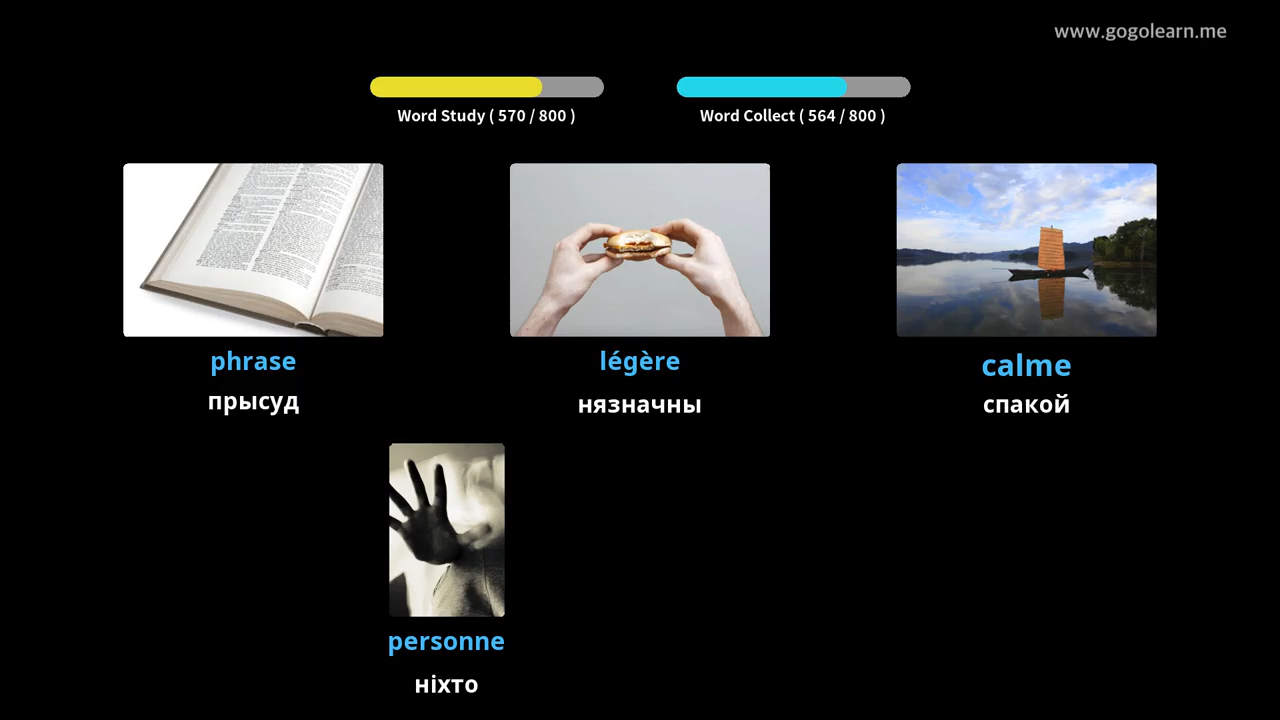 www.gogolearn.me
Word Study ( 570 / 800 )
Word Collect ( 564 / 800 )
phrase
прысуд
légère
нязначны
calme
спакой
personne
ніхто